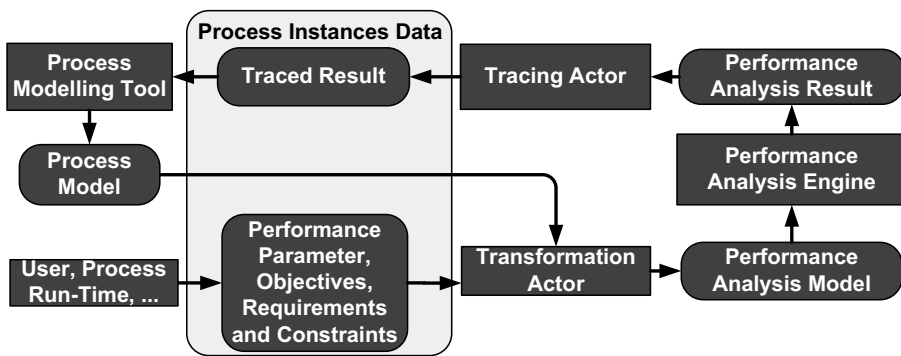 Process Instances Data
Process
Modelling Tool
Traced Result
Tracing Actor
Performance
Analysis Result
Process
Model
Performance
Analysis Engine
User, Process
Run-Time, ...
Performance
Parameter,
Objectives,
Requirements
and Constraints
Transformation
Actor
Performance
Analysis Model